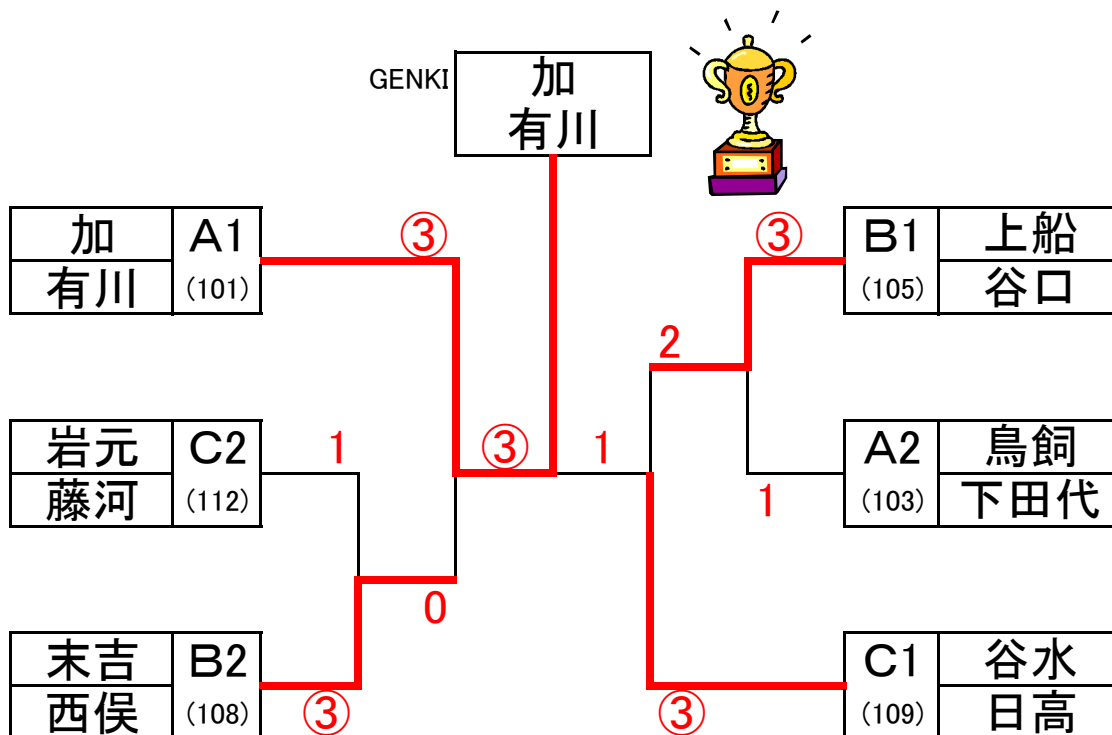 GENKI
加
有川
加 A1
有川 (101)
③
③
B1 上船
(105) 谷口
2
岩元 C2
藤河 (112)
1
③
1
A2 鳥飼
(103) 下田代
1
0
末吉 B2
西俣 (108)
③
③
C1 谷水
(109) 日高